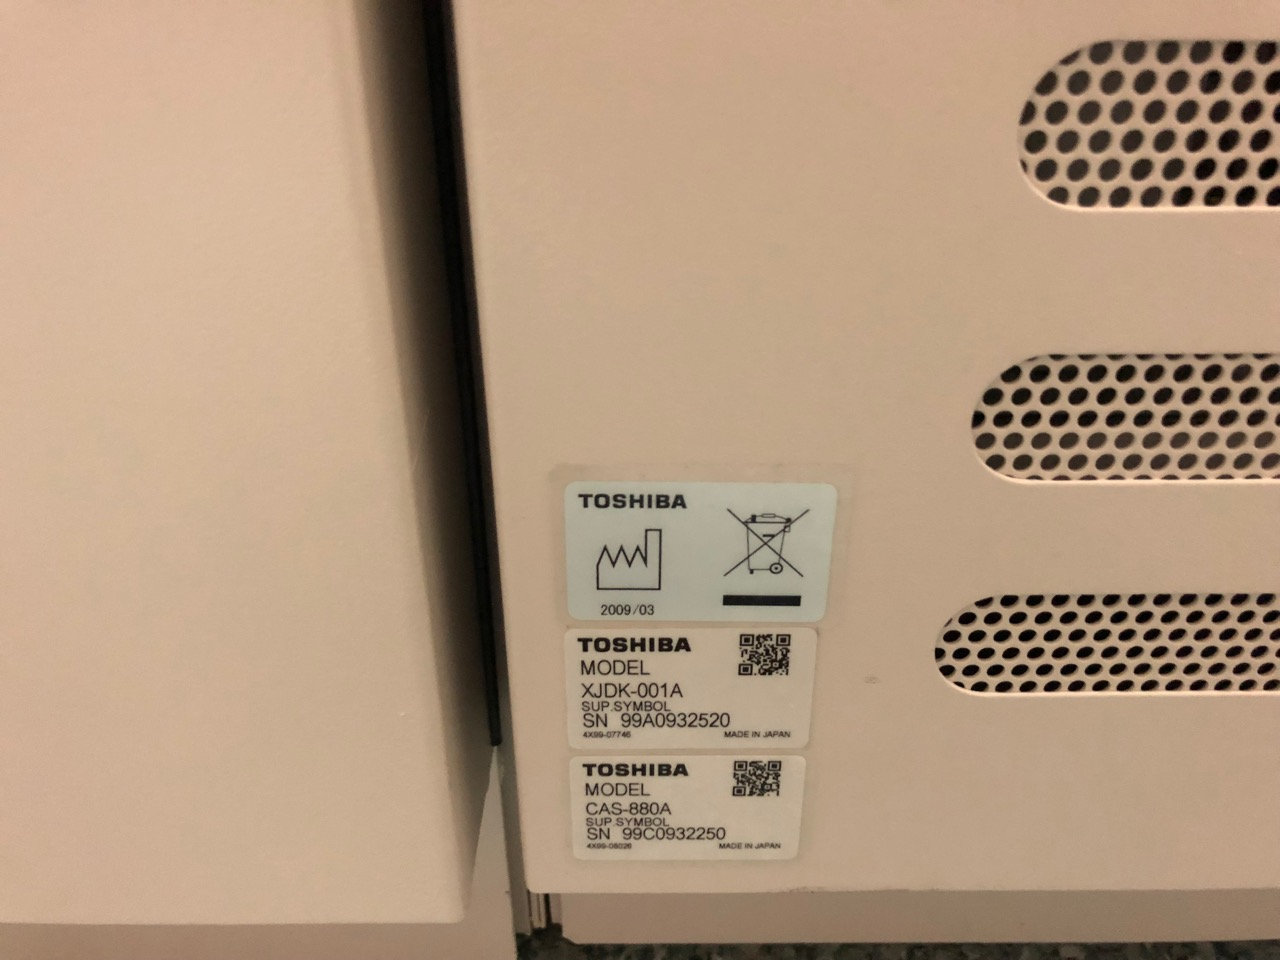 TOSHIBA
2009/03
TOSHIBA
MODEL
XJDK-001A
SUP.SYMBOL
SN 99A0932520
4X99-07746 MADE IN JAPAN
TOSHIBA
MODEL
CAS-880A
SUP.SYMBOL
SN 99C0932250
4X99-08026 MADE IN JAPAN